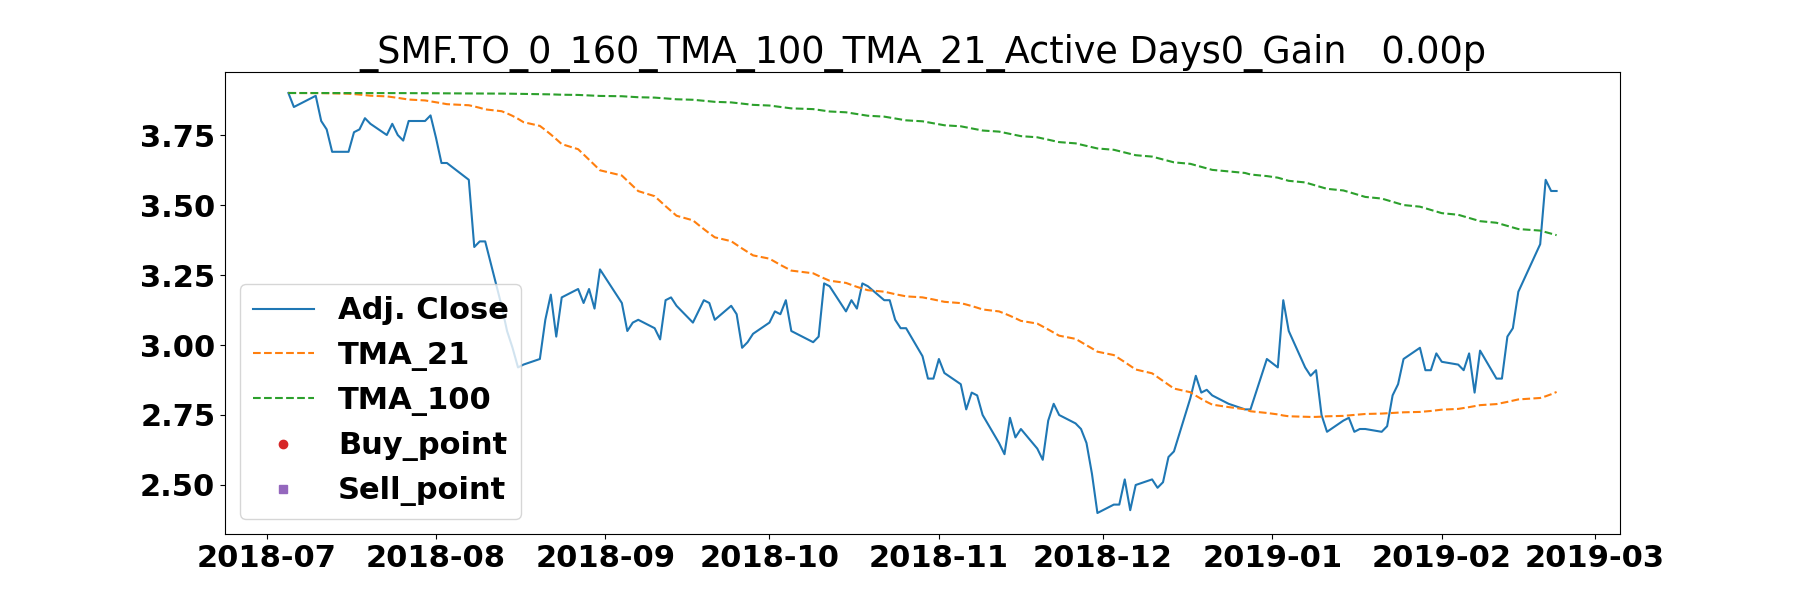 _SMF.TO_0_160_TMA_100_TMA_21_Active Days0_Gain   0.00p
3.75
3.50
3.25
3.00
2.75
2.50
Adj. Close
TMA_21
TMA_100
Buy_point
Sell_point
2018-07 2018-08 2018-09 2018-10 2018-11 2018-12 2019-01 2019-02 2019-03